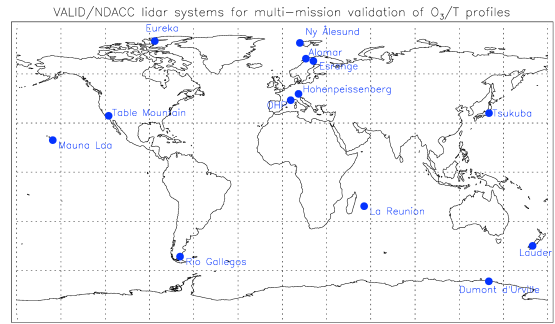 VALID/NDACC lidar systems for multi-mission validation of O₃/T profiles
Eureka
Ny Ålesund
Alomar
Esrange
Hohenpeissenberg
OHP
Table Mountain
Tsukuba
Mauna Loa
La Reunion
Lauder
Rio Gallegos
Dumont d'Urville